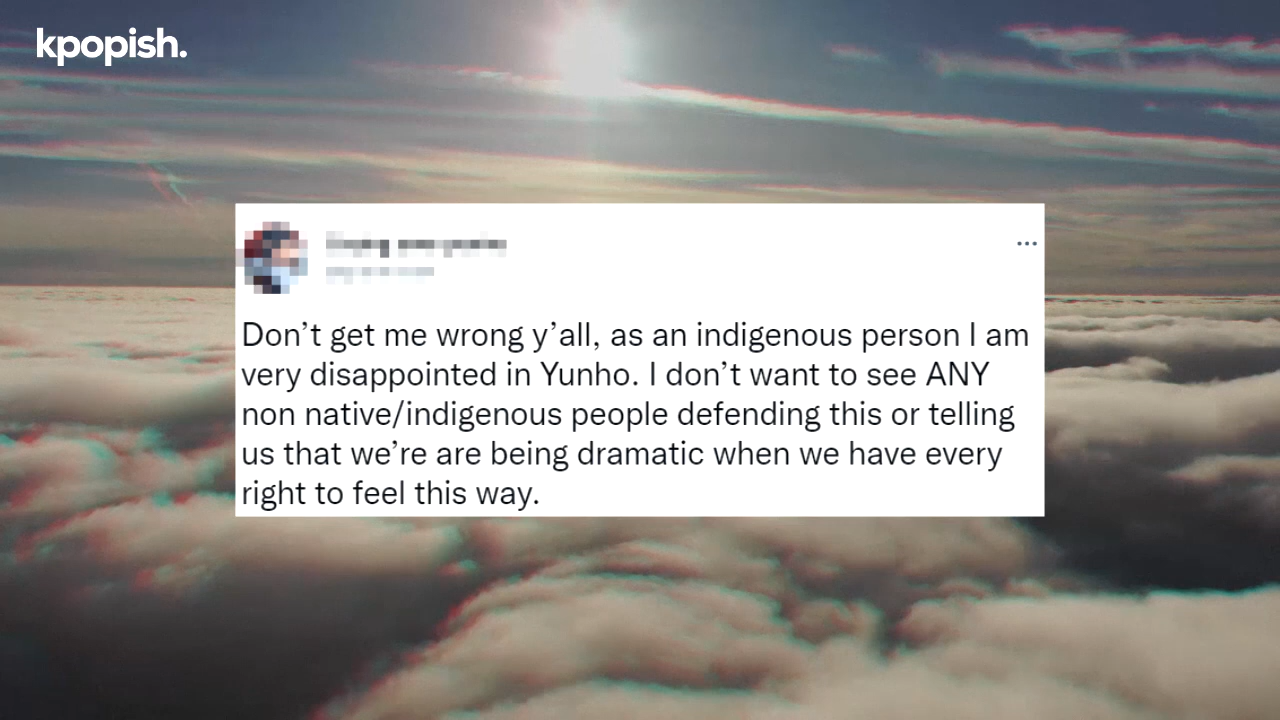 kpopish.
Don’t get me wrong y’all, as an indigenous person I am
very disappointed in Yunho. I don’t want to see ANY
non native/indigenous people defending this or telling
us that we’re are being dramatic when we have every
right to feel this way.